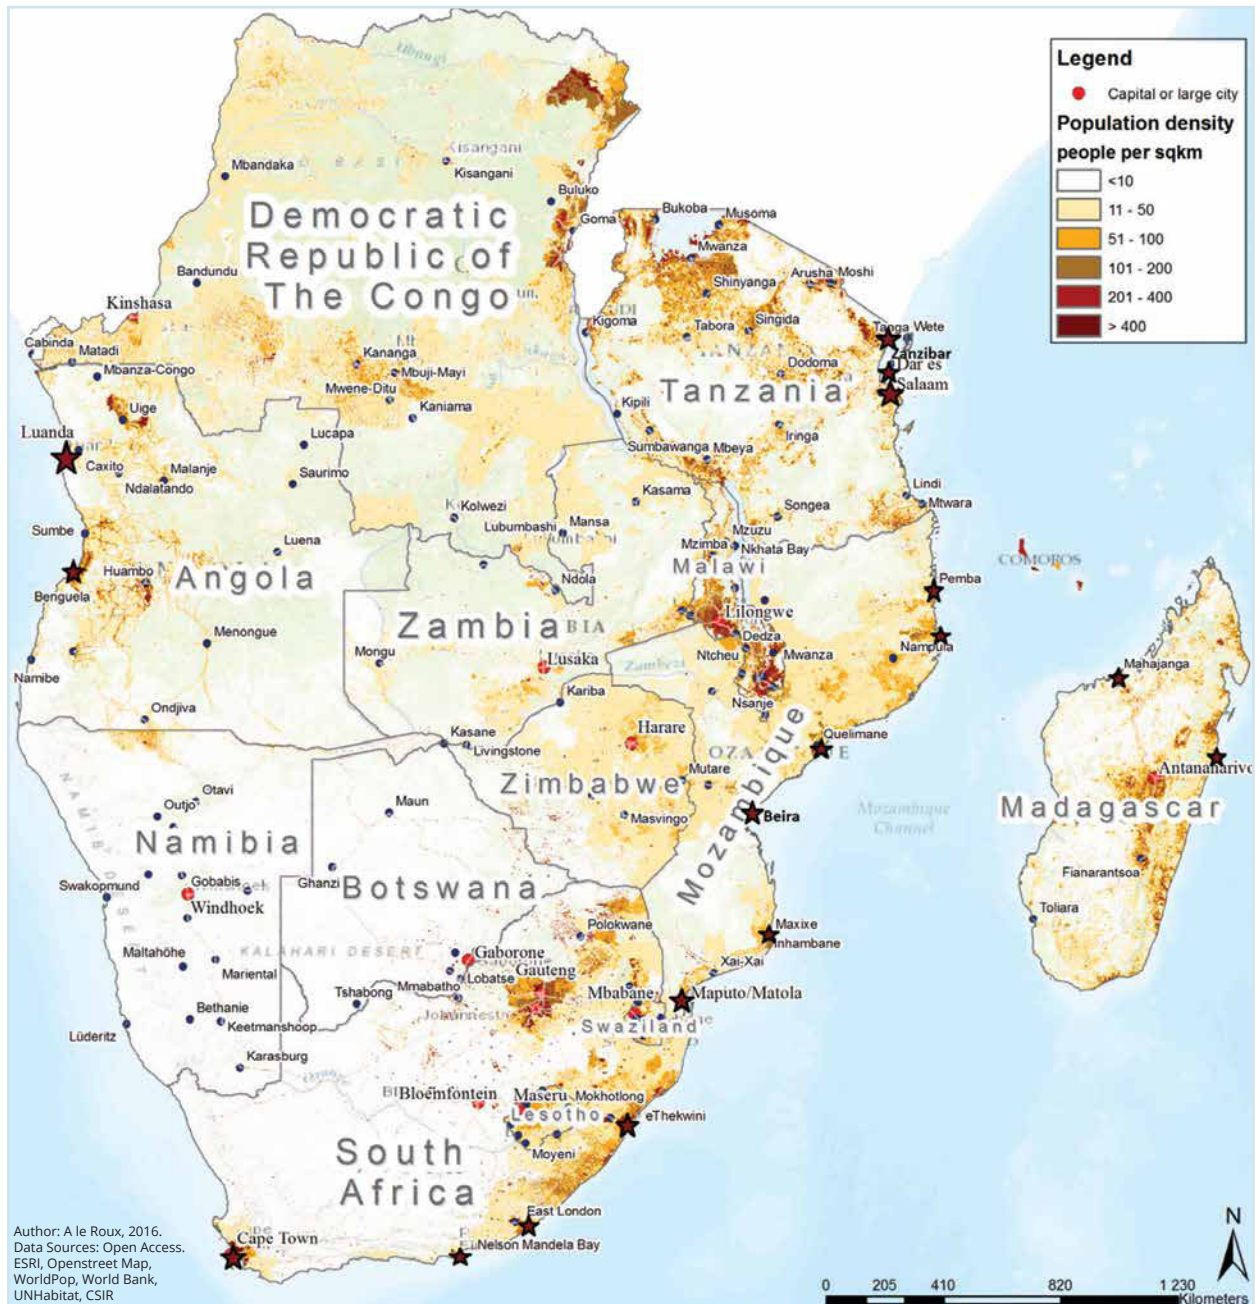 Legend
Capital or large city
Population density
people per sqkm
<10
11 - 50
51 - 100
101 - 200
201 - 400
> 400
Ubangi
Kisangani
Kisangani
Mbandaka
Buluko
Democratic
Republic of
The Congo
Goma
Bukoba
Musoma
Mwanza
Bandundu
Shinyanga
Arusha
Moshi
Kinshasa
Kigoma
Tabora
Singida
Tanga
Wete
Zanzibar
Cabinda
Matadi
Mbanza-Congo
Kananga
Mbuji-Mayi
Mwene-Ditu
Kaniama
Dodoma
Dar es
Salaam
Tanzania
Uige
Kipili
Luanda
Lucapa
Iringa
Sumbawanga
Mbeya
Caxito
Malanje
Ndalatando
Saurimo
Kasama
Lindi
Mtwara
Kolwezi
Songea
Sumbe
Lubumbashi
Mansa
Mzuzu
Luena
Mzimba
Nkhata Bay
COMOROS
Huambo
Angola
Malawi
Ndola
Pemba
Benguela
Zambia
BIA
Lilongwe
Menongue
Dedza
Mongu
Lusaka
Ntcheu
Mwanza
Nampula
Zambezi
Mahajanga
Namibe
Kariba
Nsanje
Ondjiva
Harare
Quelimane
Kasane
Livingstone
OZA
Mozambique
Zimbabwe
Mutare
Antananarivo
Otavi
Outjo
Maun
Masvingo
Beira
Mozambique
Channel
Madagascar
NAMIB DESERT
Namibia
Fianarantsoa
Swakopmund
Gobabis
Ghanzi
Botswana
Windhoek
Toliara
Polokwane
Maxixe
Inhambane
Maltahöhe
KALAHARI DESERT
Gaborone
Xai-Xai
Mariental
Gauteng
Lobatse
Mmabatho
Mbabane
Maputo/Matola
Tshabong
Bethanie
Swaziland
Lüderitz
Keetmanshoop
Karasburg
Bloemfontein
Maseru
Mokhotlong
Lesotho
eThekwini
Moyeni
South
Africa
East London
Cape Town
Nelson Mandela Bay
Author: A le Roux, 2016.
Data Sources: Open Access.
ESRI, Openstreet Map,
WorldPop, World Bank,
UNHabitat, CSIR
N
0 205 410 820 1 230
Kilometers